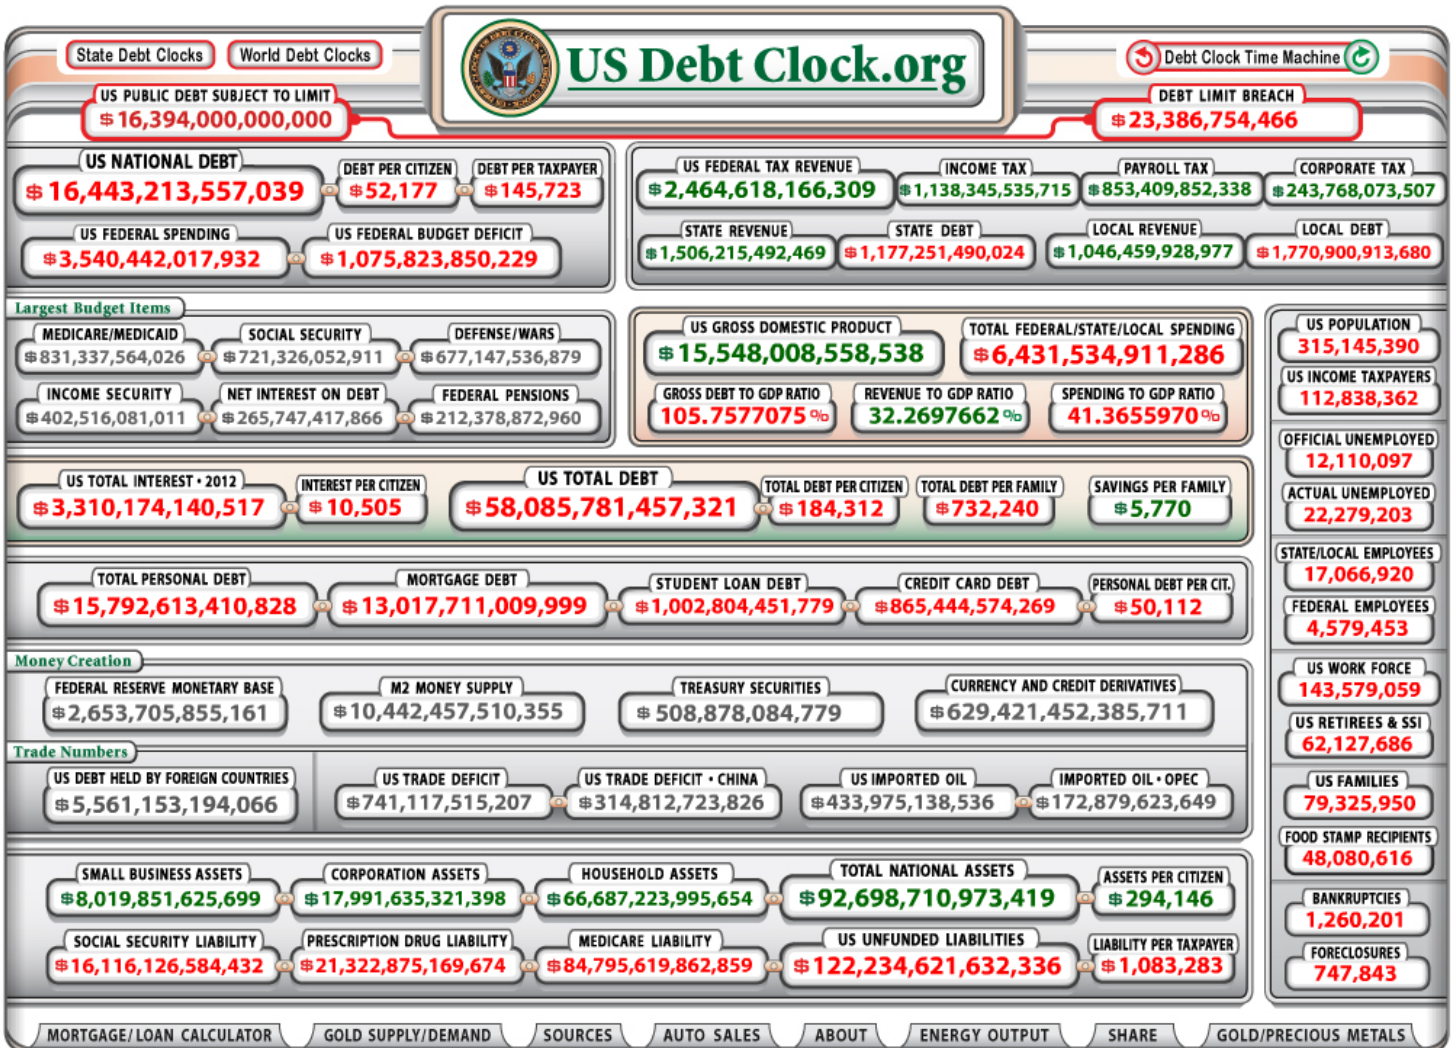 State Debt Clocks
World Debt Clocks
US Debt Clock.org
Debt Clock Time Machine
US PUBLIC DEBT SUBJECT TO LIMIT
$16,394,000,000,000
DEBT LIMIT BREACH
$23,386,754,466
US NATIONAL DEBT
$16,443,213,557,039
DEBT PER CITIZEN
$52,177
DEBT PER TAXPAYER
$145,723
US FEDERAL SPENDING
$3,540,442,017,932
US FEDERAL BUDGET DEFICIT
$1,075,823,850,229
US FEDERAL TAX REVENUE
$2,464,618,166,309
INCOME TAX
$1,138,345,535,715
PAYROLL TAX
$853,409,852,338
CORPORATE TAX
$243,768,073,507
STATE REVENUE
$1,506,215,492,469
STATE DEBT
$1,177,251,490,024
LOCAL REVENUE
$1,046,459,928,977
LOCAL DEBT
$1,770,900,913,680
Largest Budget Items
MEDICARE/MEDICAID
$831,337,564,026
SOCIAL SECURITY
$721,326,052,911
DEFENSE/WARS
$677,147,536,879
INCOME SECURITY
$402,516,081,011
NET INTEREST ON DEBT
$265,747,417,866
FEDERAL PENSIONS
$212,378,872,960
US GROSS DOMESTIC PRODUCT
$15,548,008,558,538
TOTAL FEDERAL/STATE/LOCAL SPENDING
$6,431,534,911,286
GROSS DEBT TO GDP RATIO
105.7577075%
REVENUE TO GDP RATIO
32.2697662%
SPENDING TO GDP RATIO
41.3655970%
US TOTAL INTEREST • 2012
$3,310,174,140,517
INTEREST PER CITIZEN
$10,505
US TOTAL DEBT
$58,085,781,457,321
TOTAL DEBT PER CITIZEN
$184,312
TOTAL DEBT PER FAMILY
$732,240
SAVINGS PER FAMILY
$5,770
TOTAL PERSONAL DEBT
$15,792,613,410,828
MORTGAGE DEBT
$13,017,711,009,999
STUDENT LOAN DEBT
$1,002,804,451,779
CREDIT CARD DEBT
$865,444,574,269
PERSONAL DEBT PER CIT.
$50,112
Money Creation
FEDERAL RESERVE MONETARY BASE
$2,653,705,855,161
M2 MONEY SUPPLY
$10,442,457,510,355
TREASURY SECURITIES
$508,878,084,779
CURRENCY AND CREDIT DERIVATIVES
$629,421,452,385,711
Trade Numbers
US DEBT HELD BY FOREIGN COUNTRIES
$5,561,153,194,066
US TRADE DEFICIT
$741,117,515,207
US TRADE DEFICIT • CHINA
$314,812,723,826
US IMPORTED OIL
$433,975,138,536
IMPORTED OIL • OPEC
$172,879,623,649
SMALL BUSINESS ASSETS
$8,019,851,625,699
CORPORATION ASSETS
$17,991,635,321,398
HOUSEHOLD ASSETS
$66,687,223,995,654
TOTAL NATIONAL ASSETS
$92,698,710,973,419
ASSETS PER CITIZEN
$294,146
SOCIAL SECURITY LIABILITY
$16,116,126,584,432
PRESCRIPTION DRUG LIABILITY
$21,322,875,169,674
MEDICARE LIABILITY
$84,795,619,862,859
US UNFUNDED LIABILITIES
$122,234,621,632,336
LIABILITY PER TAXPAYER
$1,083,283
US POPULATION
315,145,390
US INCOME TAXPAYERS
112,838,362
OFFICIAL UNEMPLOYED
12,110,097
ACTUAL UNEMPLOYED
22,279,203
STATE/LOCAL EMPLOYEES
17,066,920
FEDERAL EMPLOYEES
4,579,453
US WORK FORCE
143,579,059
US RETIREES & SSI
62,127,686
US FAMILIES
79,325,950
FOOD STAMP RECIPIENTS
48,080,616
BANKRUPTCIES
1,260,201
FORECLOSURES
747,843
MORTGAGE/LOAN CALCULATOR
GOLD SUPPLY/DEMAND
SOURCES
AUTO SALES
ABOUT
ENERGY OUTPUT
SHARE
GOLD/PRECIOUS METALS